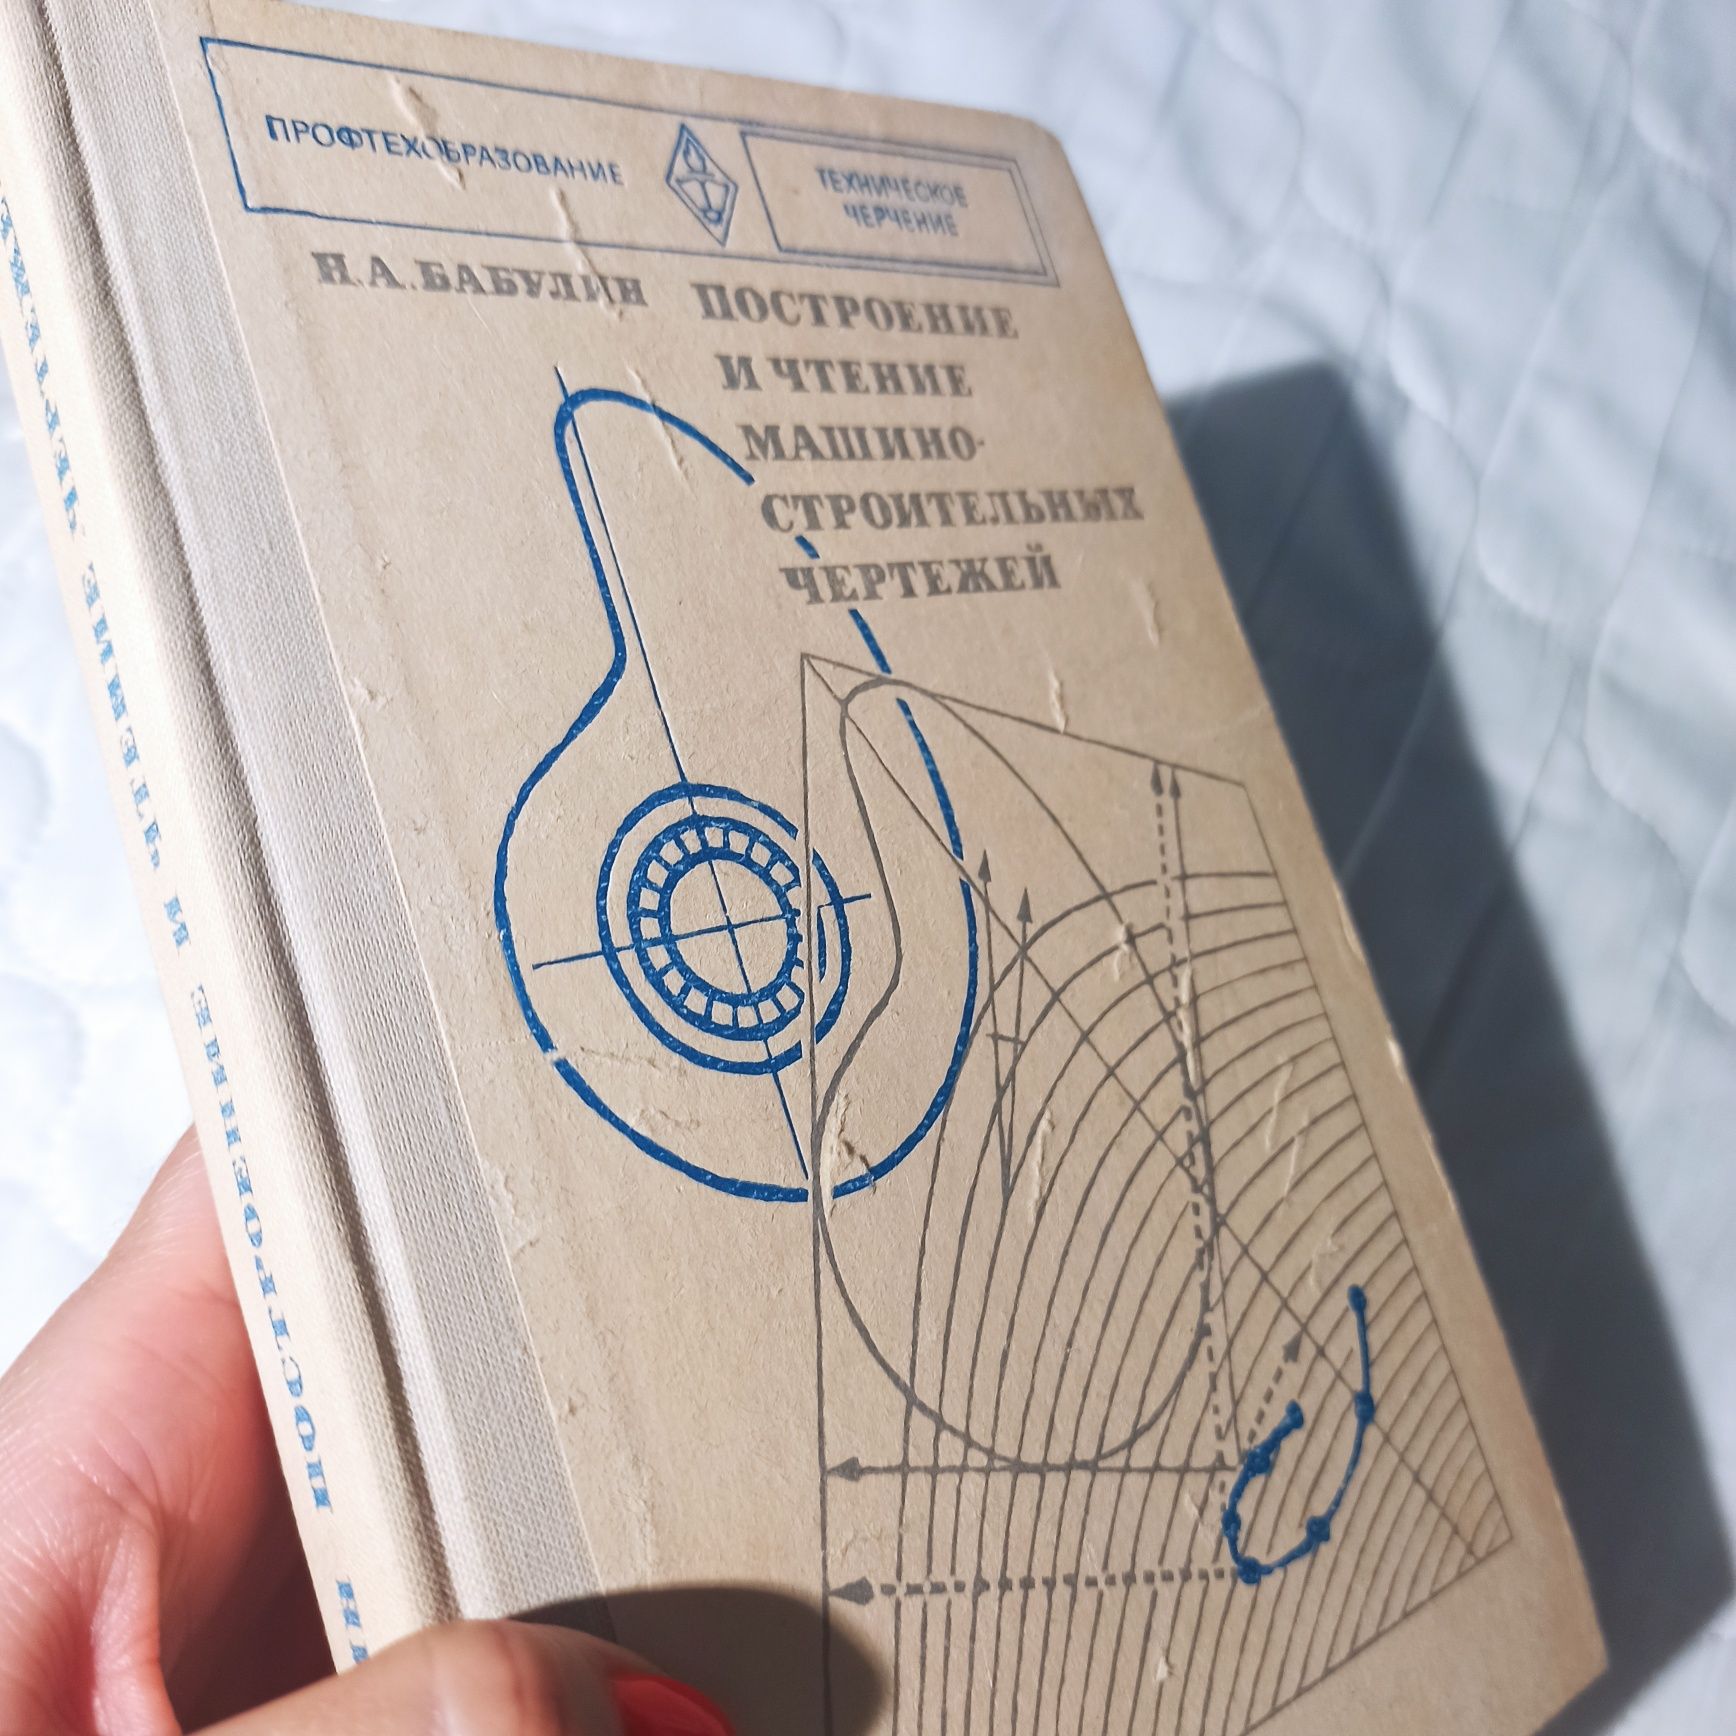 ПРОФТЕХОБРАЗОВАНИЕ
ТЕХНИЧЕСКОЕ
ЧЕРЧЕНИЕ
Н.А.БАБУЛИН
ПОСТРОЕНИЕ
И ЧТЕНИЕ
МАШИНО-
СТРОИТЕЛЬНЫХ
ЧЕРТЕЖЕЙ
ПОСТРОЕНИЕ И ЧТЕНИЕ